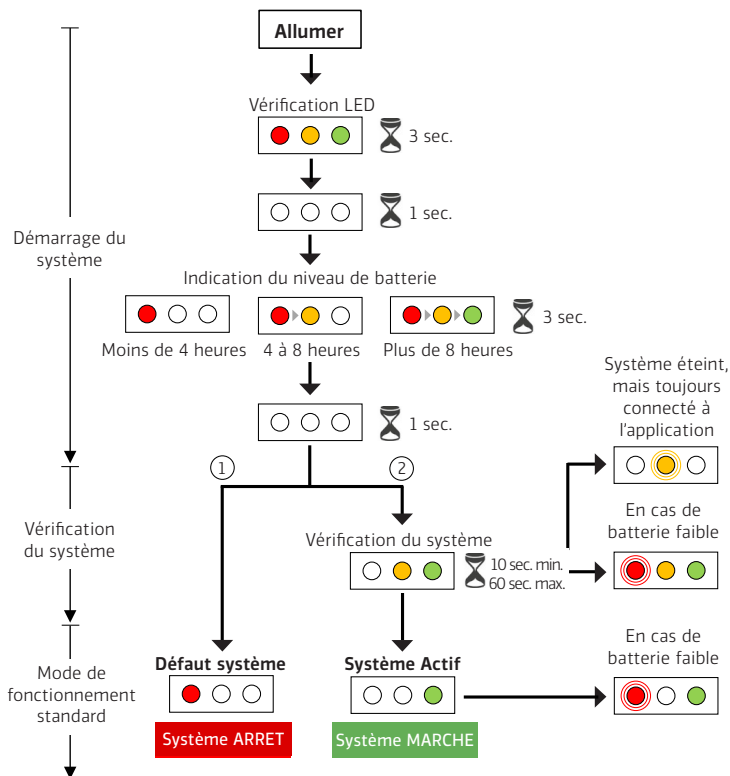 Allumer
Vérification LED
3 sec.
1 sec.
Démarrage du
système
Indication du niveau de batterie
3 sec.
Moins de 4 heures
4 à 8 heures
Plus de 8 heures
1 sec.
Système éteint,
mais toujours
connecté à
l'application
1
2
Vérification
du système
Vérification du système
10 sec. min.
60 sec. max.
En cas de
batterie faible
Mode de
fonctionnement
standard
Défaut système
Système ARRET
Système Actif
Système MARCHE
En cas de
batterie faible